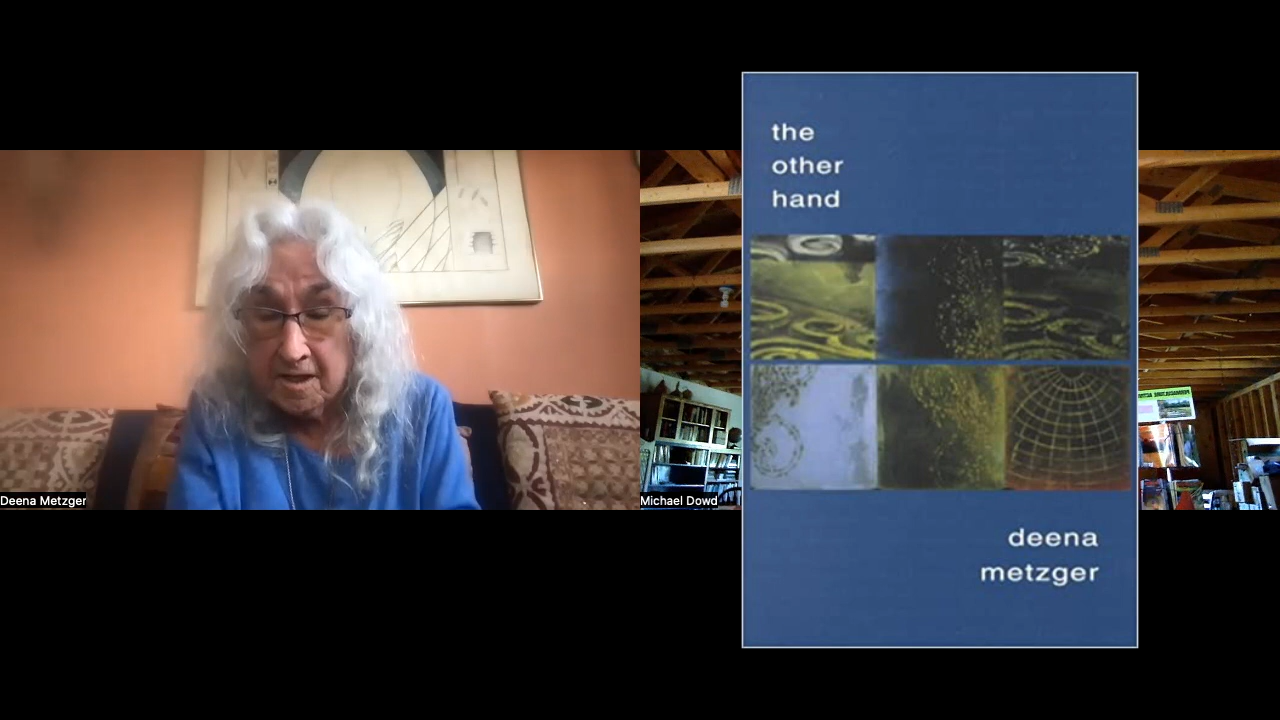 the
other
hand
deena
metzger
Deena Metzger
Michael Dowd